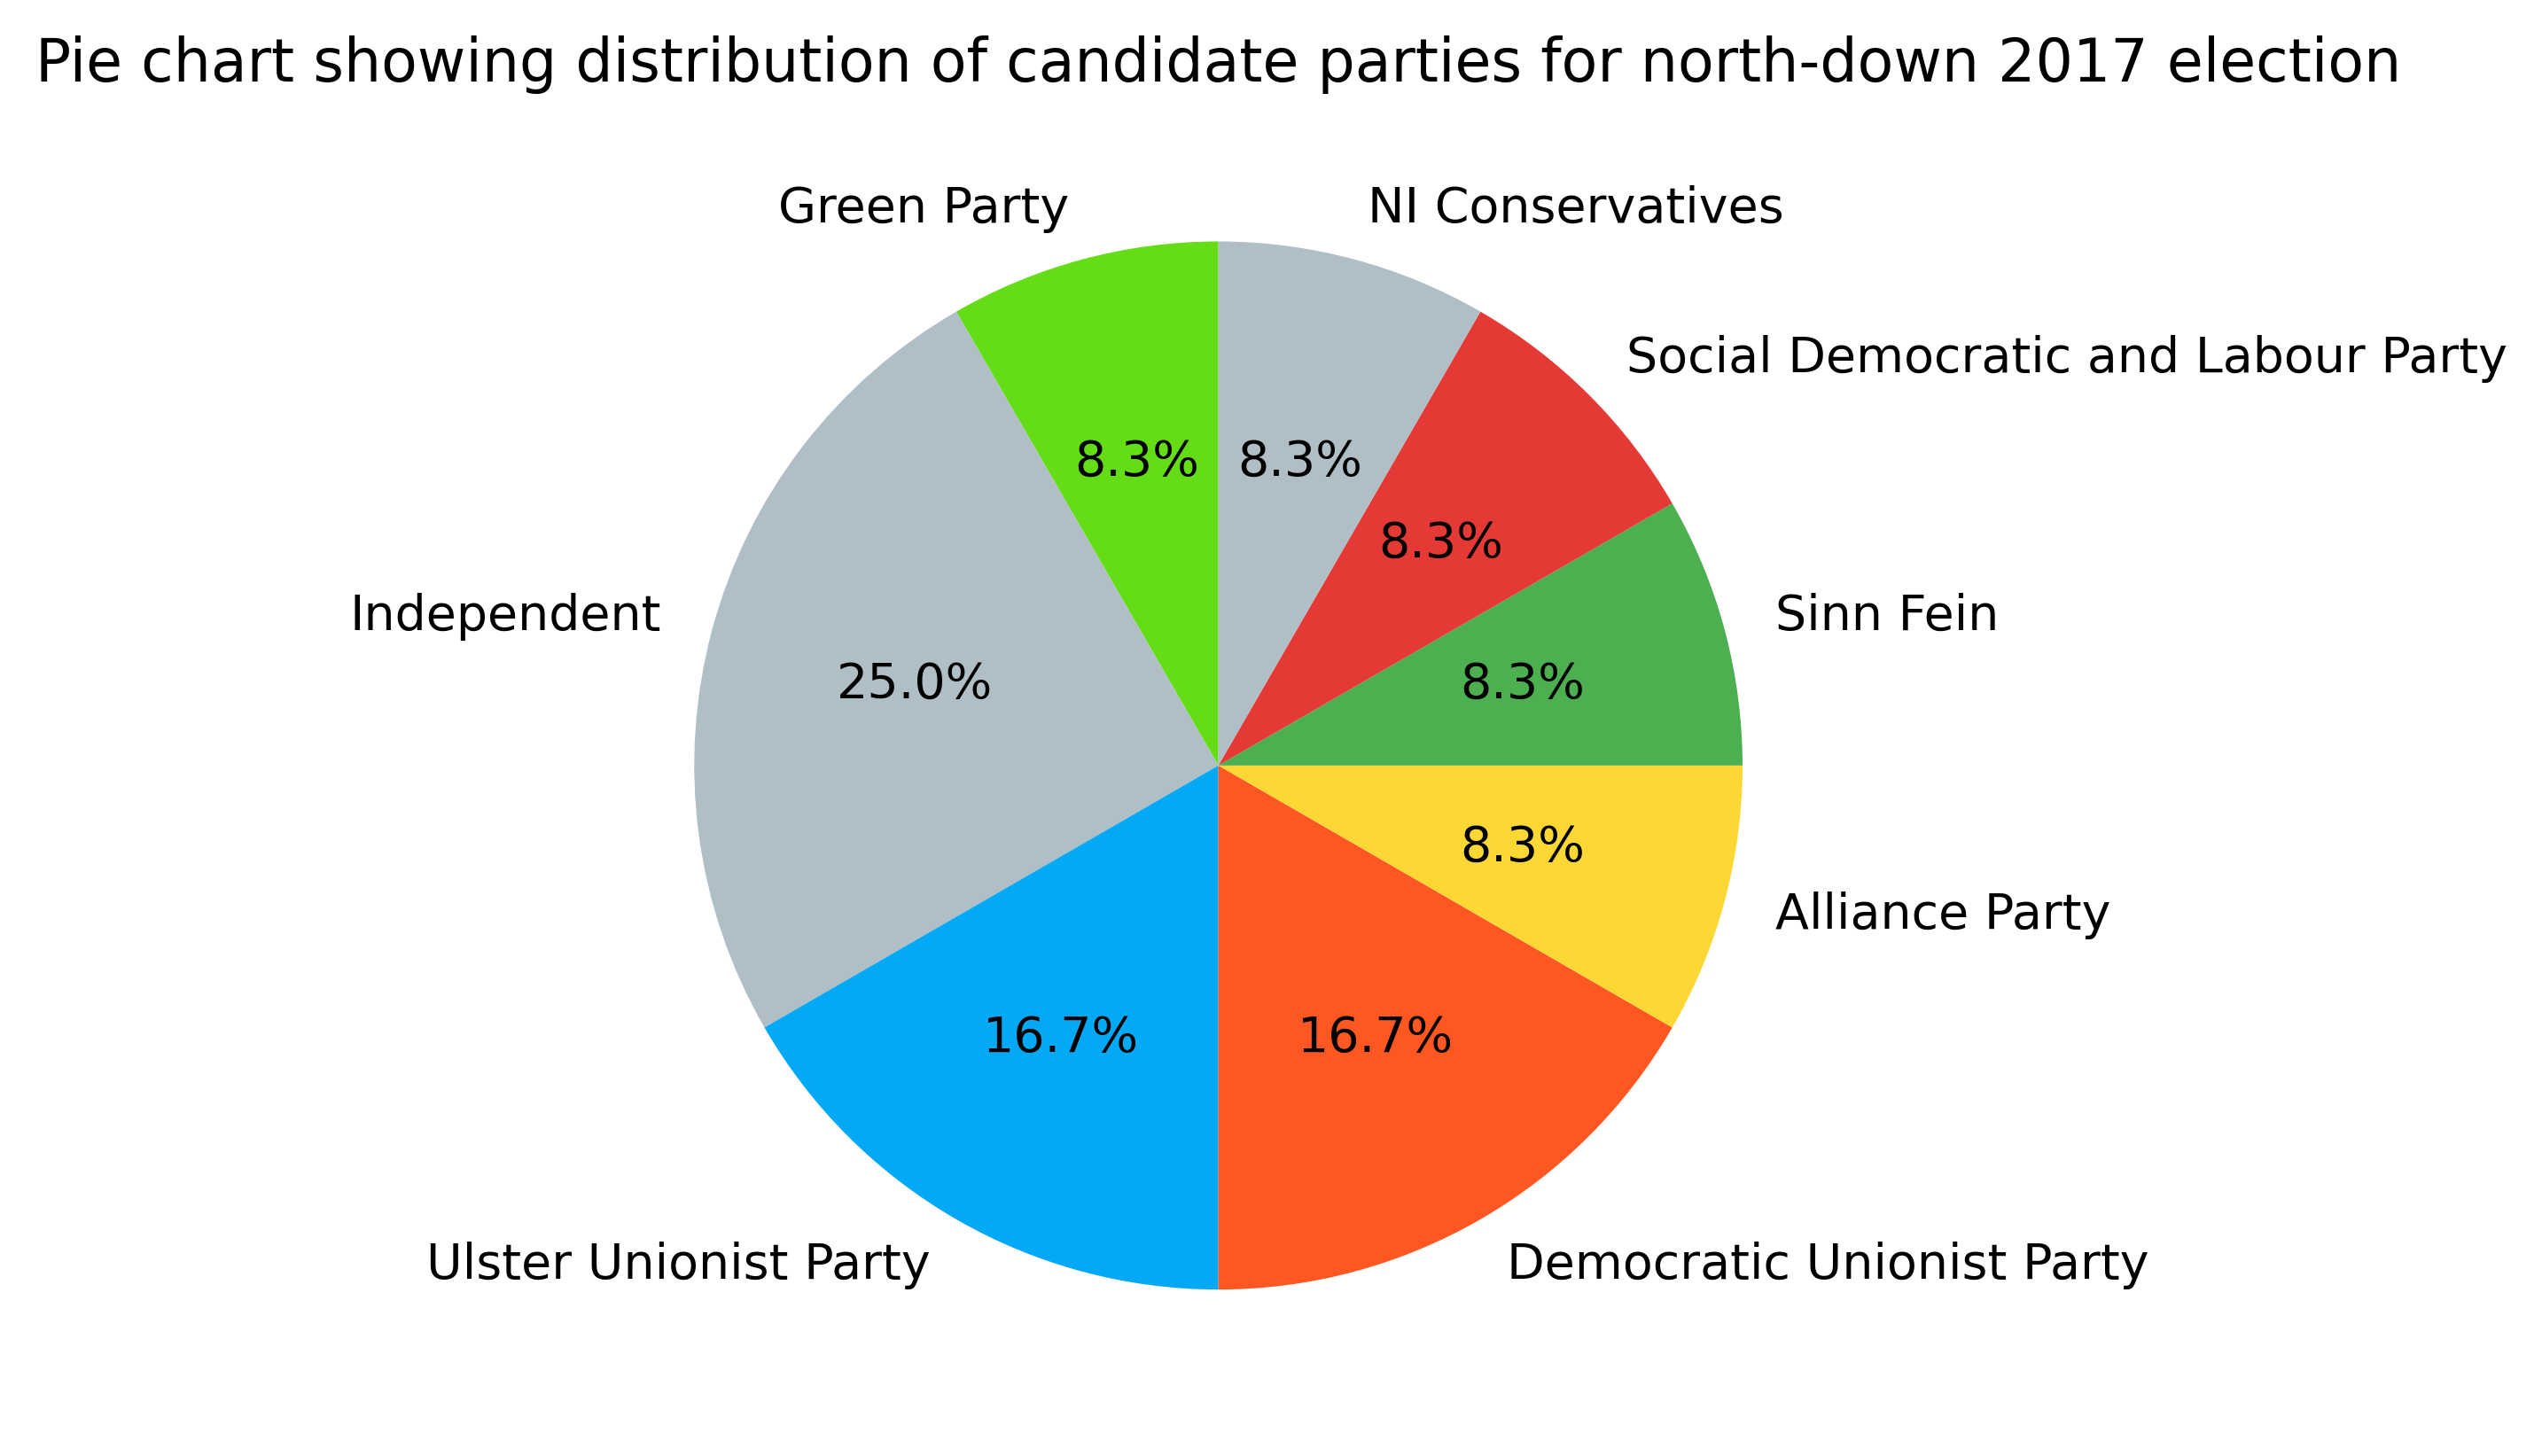 Pie chart showing distribution of candidate parties for north-down 2017 election
Green Party
NI Conservatives
Social Democratic and Labour Party
8.3%
8.3%
8.3%
Independent
Sinn Fein
25.0%
8.3%
8.3%
Alliance Party
16.7%
16.7%
Ulster Unionist Party
Democratic Unionist Party